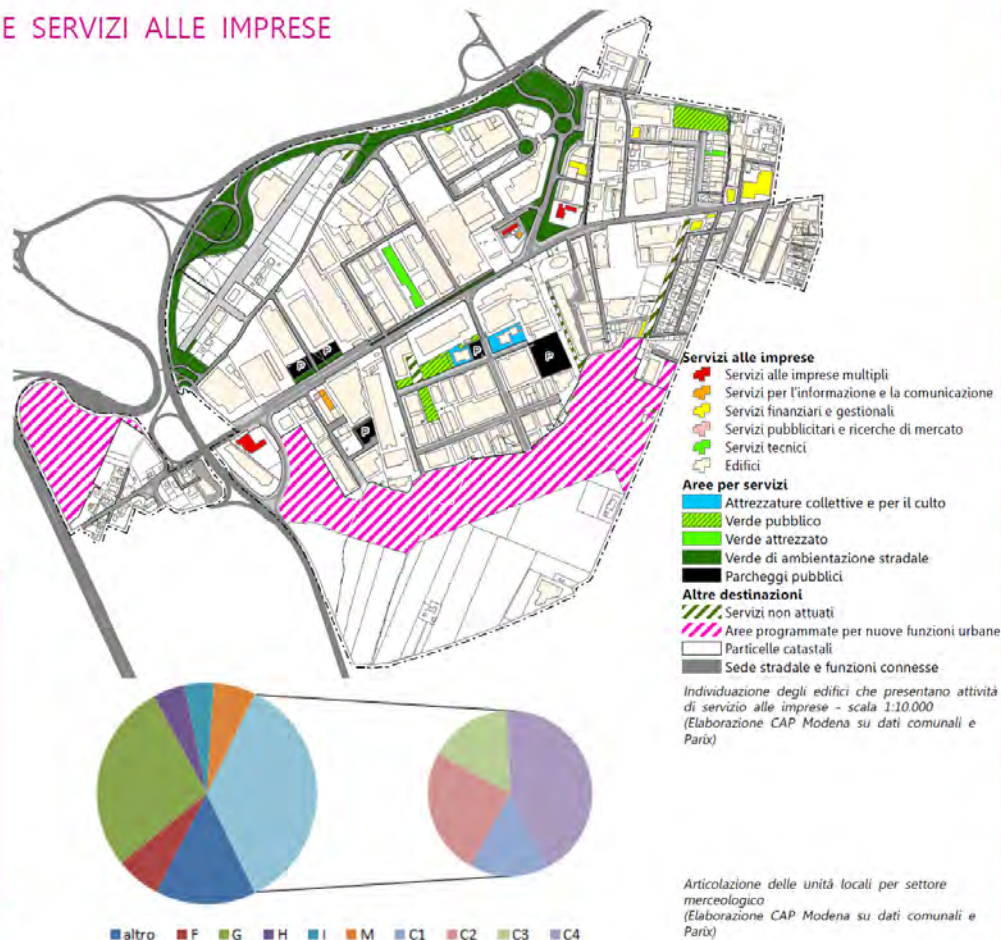 E SERVIZI ALLE IMPRESE
P
P
P
P
P
Servizi alle imprese
Servizi alle imprese multipli
Servizi per l'informazione e la comunicazione
Servizi finanziari e gestionali
Servizi pubblicitari e ricerche di mercato
Servizi tecnici
Edifici
Aree per servizi
Attrezzature collettive e per il culto
Verde pubblico
Verde attrezzato
Verde di ambientazione stradale
Parcheggi pubblici
Altre destinazioni
Servizi non attuati
Aree programmate per nuove funzioni urbane
Particelle catastali
Sede stradale e funzioni connesse
Individuazione degli edifici che presentano attività
di servizio alle imprese - scala 1:10.000
(Elaborazione CAP Modena su dati comunali e
Parix)
Articolazione delle unità locali per settore
merceologico
(Elaborazione CAP Modena su dati comunali e
Parix)
altro F G H I M C1 C2 C3 C4